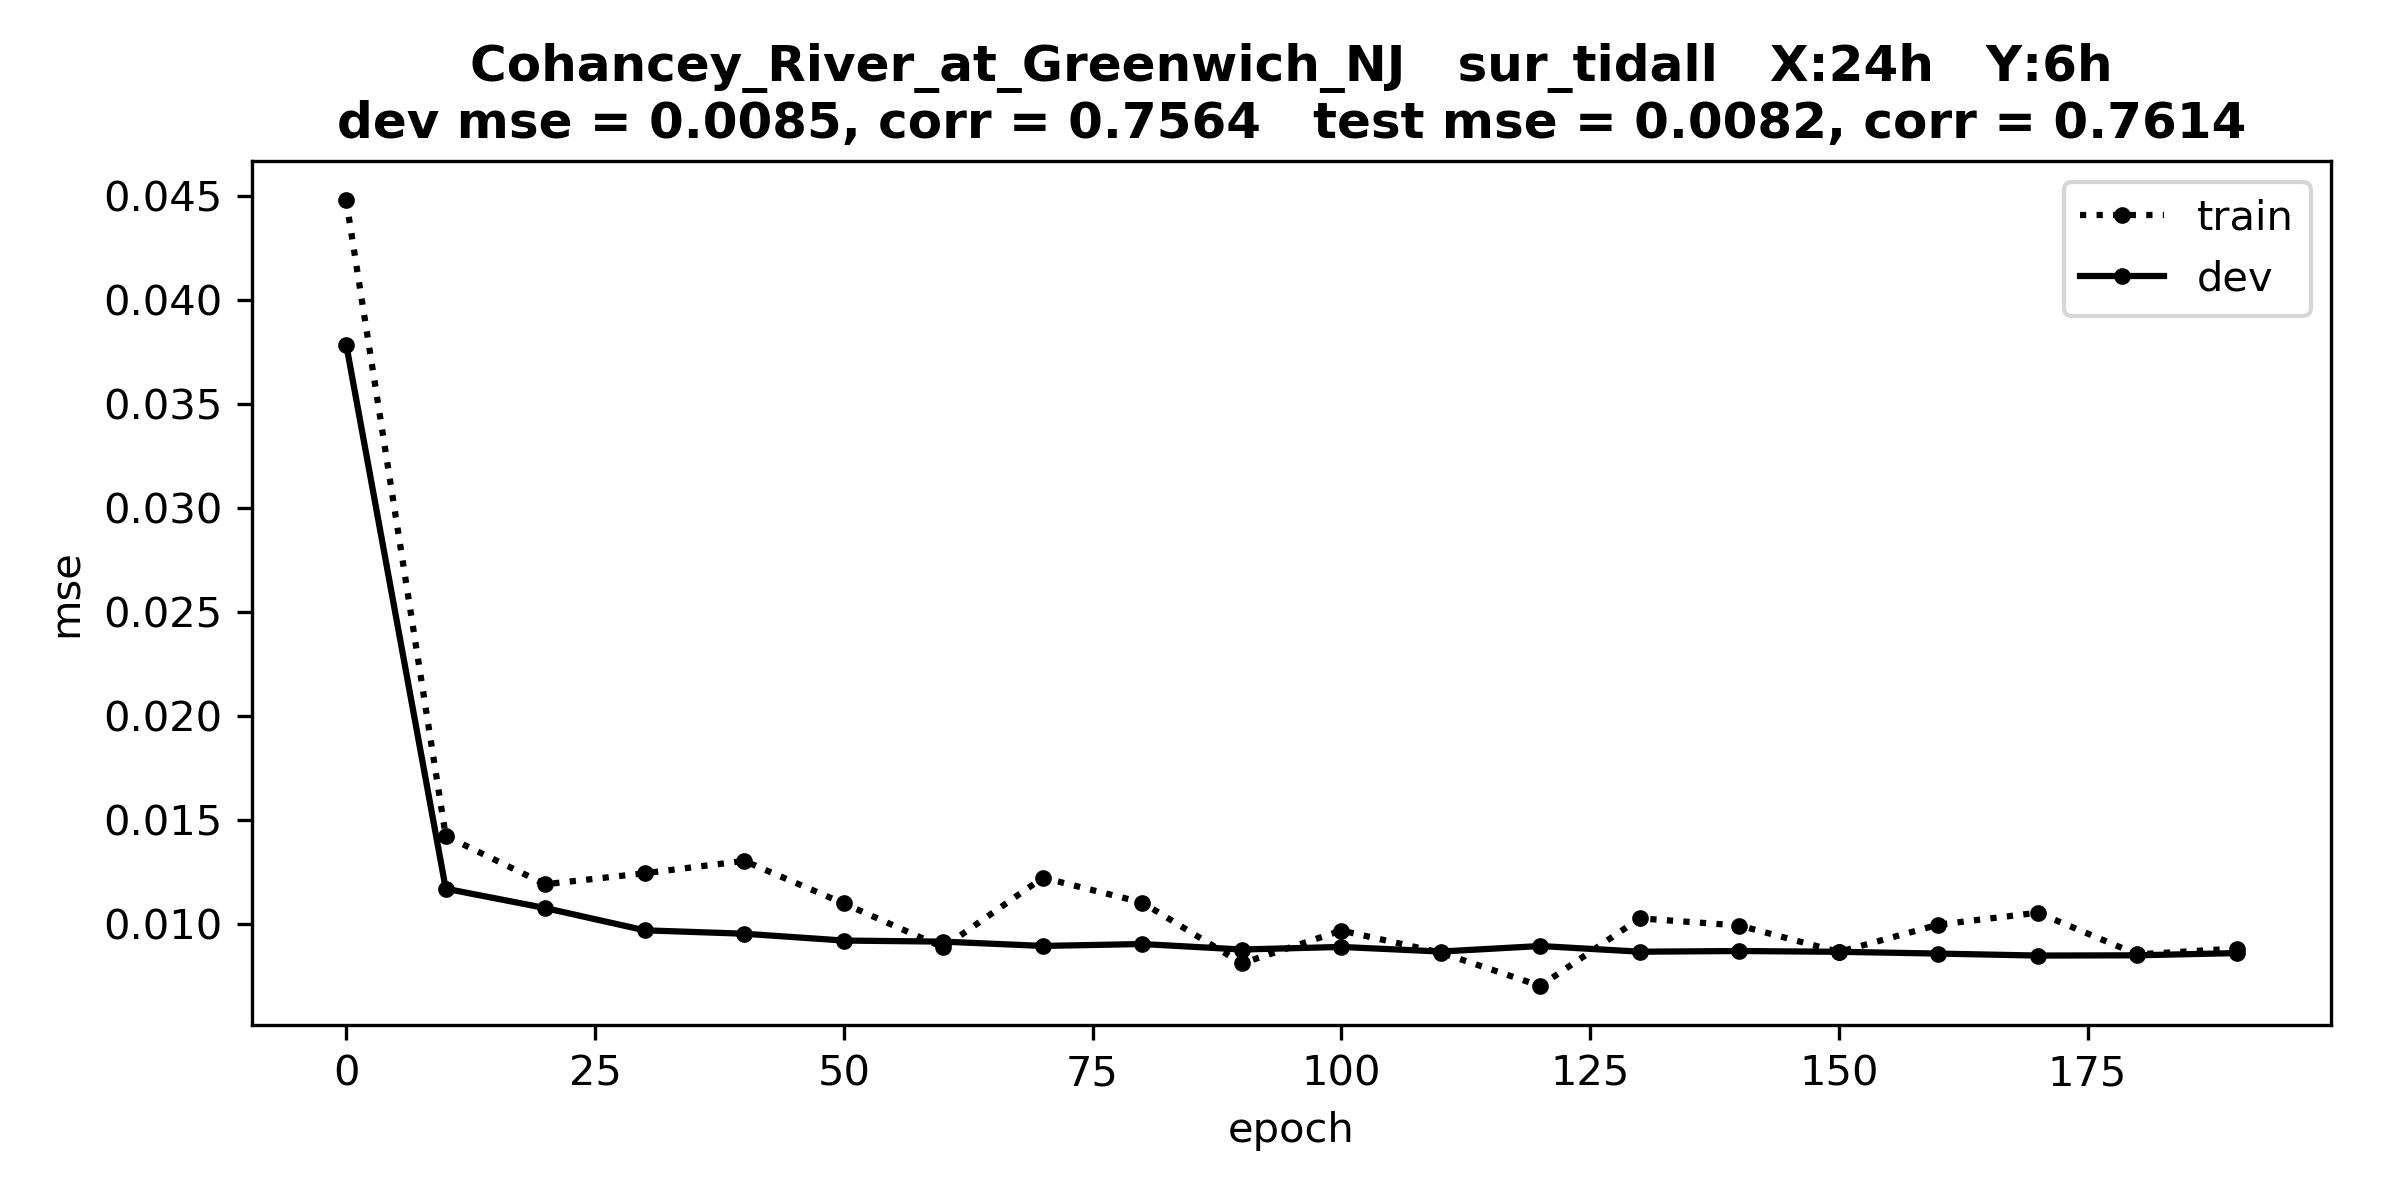 Cohancey_River_at_Greenwich_NJ   sur_tidall   X:24h   Y:6h
dev mse = 0.0085, corr = 0.7564   test mse = 0.0082, corr = 0.7614
train
dev
0.045
0.040
0.035
0.030
0.025
0.020
0.015
0.010
mse
0 25 50 75 100 125 150 175
epoch